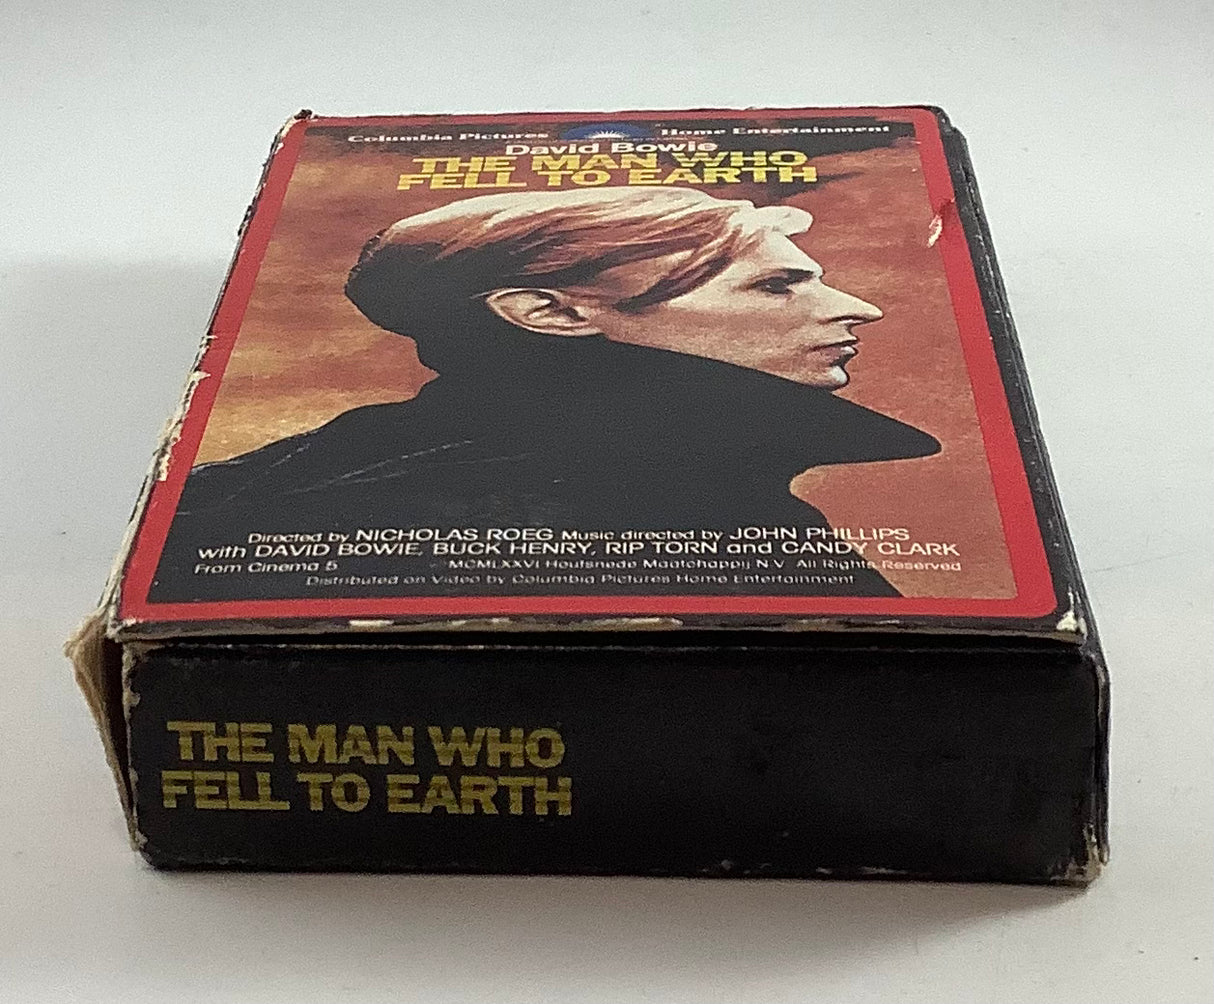 Columbia Pictures Home Entertainment
David Bowie
THE MAN WHO
FELL TO EARTH
Directed by NICHOLAS ROEG Music directed by JOHN PHILLIPS
with DAVID BOWIE, BUCK HENRY, RIP TORN and CANDY CLARK
From Cinema 5 MCMLXXVI Houtsnede Maatchappij N.V. All Rights Reserved
Distributed on Video by Columbia Pictures Home Entertainment
THE MAN WHO
FELL TO EARTH